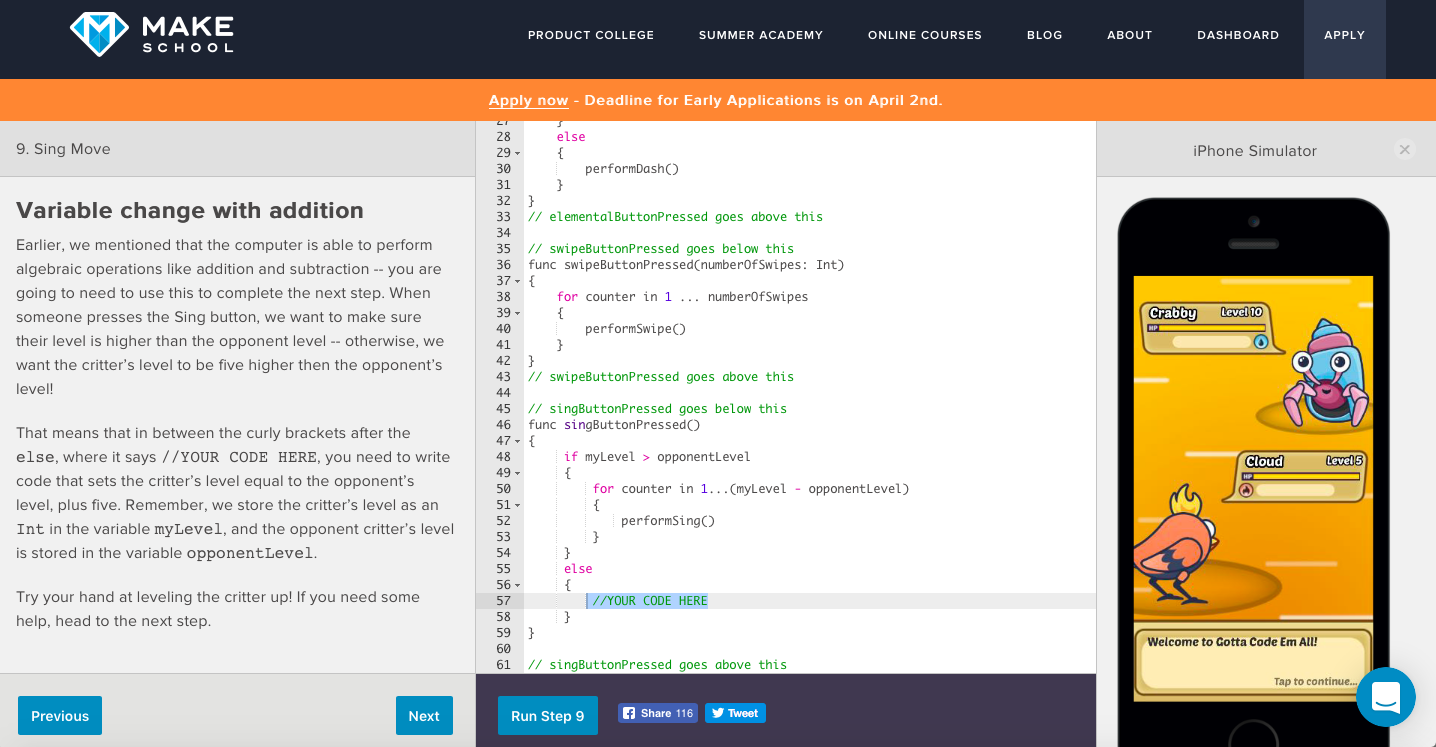 MAKE
SCHOOL
PRODUCT COLLEGE
SUMMER ACADEMY
ONLINE COURSES
BLOG
ABOUT
DASHBOARD
APPLY
Apply now - Deadline for Early Applications is on April 2nd.
9. Sing Move
Variable change with addition
Earlier, we mentioned that the computer is able to perform
algebraic operations like addition and subtraction -- you are
going to need to use this to complete the next step. When
someone presses the Sing button, we want to make sure
their level is higher than the opponent level -- otherwise, we
want the critter's level to be five higher then the opponent's
level!
That means that in between the curly brackets after the
else, where it says //YOUR CODE HERE, you need to write
code that sets the critter's level equal to the opponent's
level, plus five. Remember, we store the critter's level as an
Int in the variable myLevel, and the opponent critter's level
is stored in the variable opponentLevel.
Try your hand at leveling the critter up! If you need some
help, head to the next step.
Previous
Next
27 }
28 else
29 {
30 performDash()
31 }
32 }
33 // elementalButtonPressed goes above this
34
35 // swipeButtonPressed goes below this
36 func swipeButtonPressed(numberOfSwipes: Int)
37 {
38 for counter in 1 ... numberOfSwipes
39 {
40 performSwipe()
41 }
42 }
43 // swipeButtonPressed goes above this
44
45 // singButtonPressed goes below this
46 func singButtonPressed()
47 {
48 if myLevel > opponentLevel
49 {
50 for counter in 1...(myLevel - opponentLevel)
51 {
52 performSing()
53 }
54 }
55 else
56 {
57 //YOUR CODE HERE
58 }
59 }
60
61 // singButtonPressed goes above this
Run Step 9
Share 116
Tweet
iPhone Simulator
Crabby Level 10
HP
Cloud Level 5
Welcome to Gotta Code Em All!
Tap to continue...